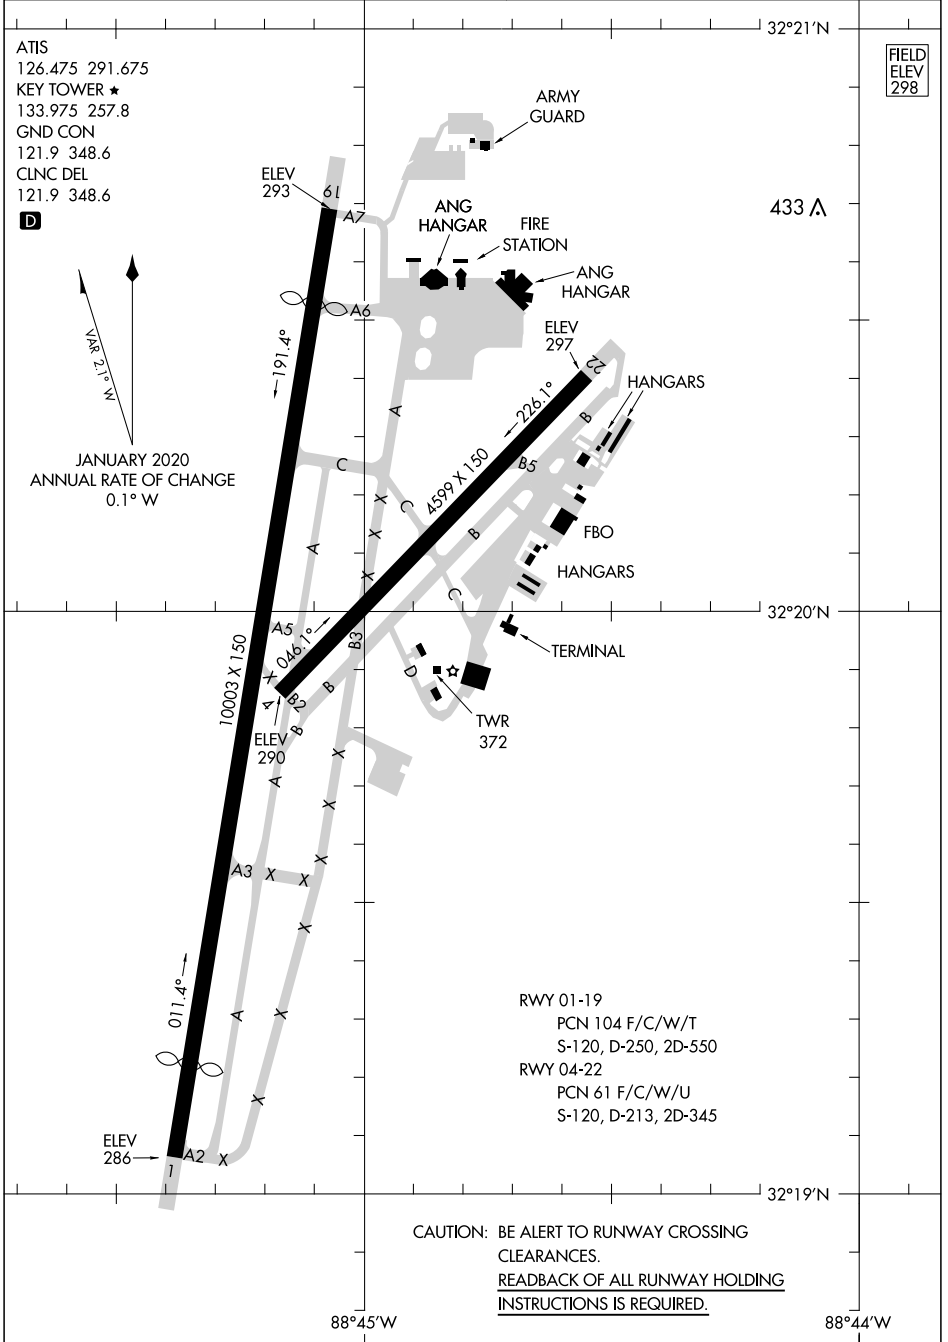 32°21'N
ATIS
126.475 291.675
KEY TOWER ★
133.975 257.8
GND CON
121.9 348.6
CLNC DEL
121.9 348.6
D
FIELD
ELEV
298
ARMY
GUARD
ELEV
293
19
A7
433
ANG
HANGAR
FIRE
STATION
ANG
HANGAR
A6
VAR 2.1° W
191.4°
ELEV
297
22
HANGARS
226.1°
A
B
JANUARY 2020
ANNUAL RATE OF CHANGE
0.1° W
C
B5
4599 X 150
X
C
X
B
FBO
A
X
HANGARS
C
32°20'N
A5
046.1°
B3
TERMINAL
10003 X 150
X
D
B
4
B2
TWR
372
B
ELEV
290
X
A
X
X
A3
X
X
X
011.4°
A
X
RWY 01-19
PCN 104 F/C/W/T
S-120, D-250, 2D-550
RWY 04-22
PCN 61 F/C/W/U
S-120, D-213, 2D-345
X
ELEV
286
A2
X
1
32°19'N
CAUTION: BE ALERT TO RUNWAY CROSSING
CLEARANCES.
READBACK OF ALL RUNWAY HOLDING
INSTRUCTIONS IS REQUIRED.
88°45'W
88°44'W